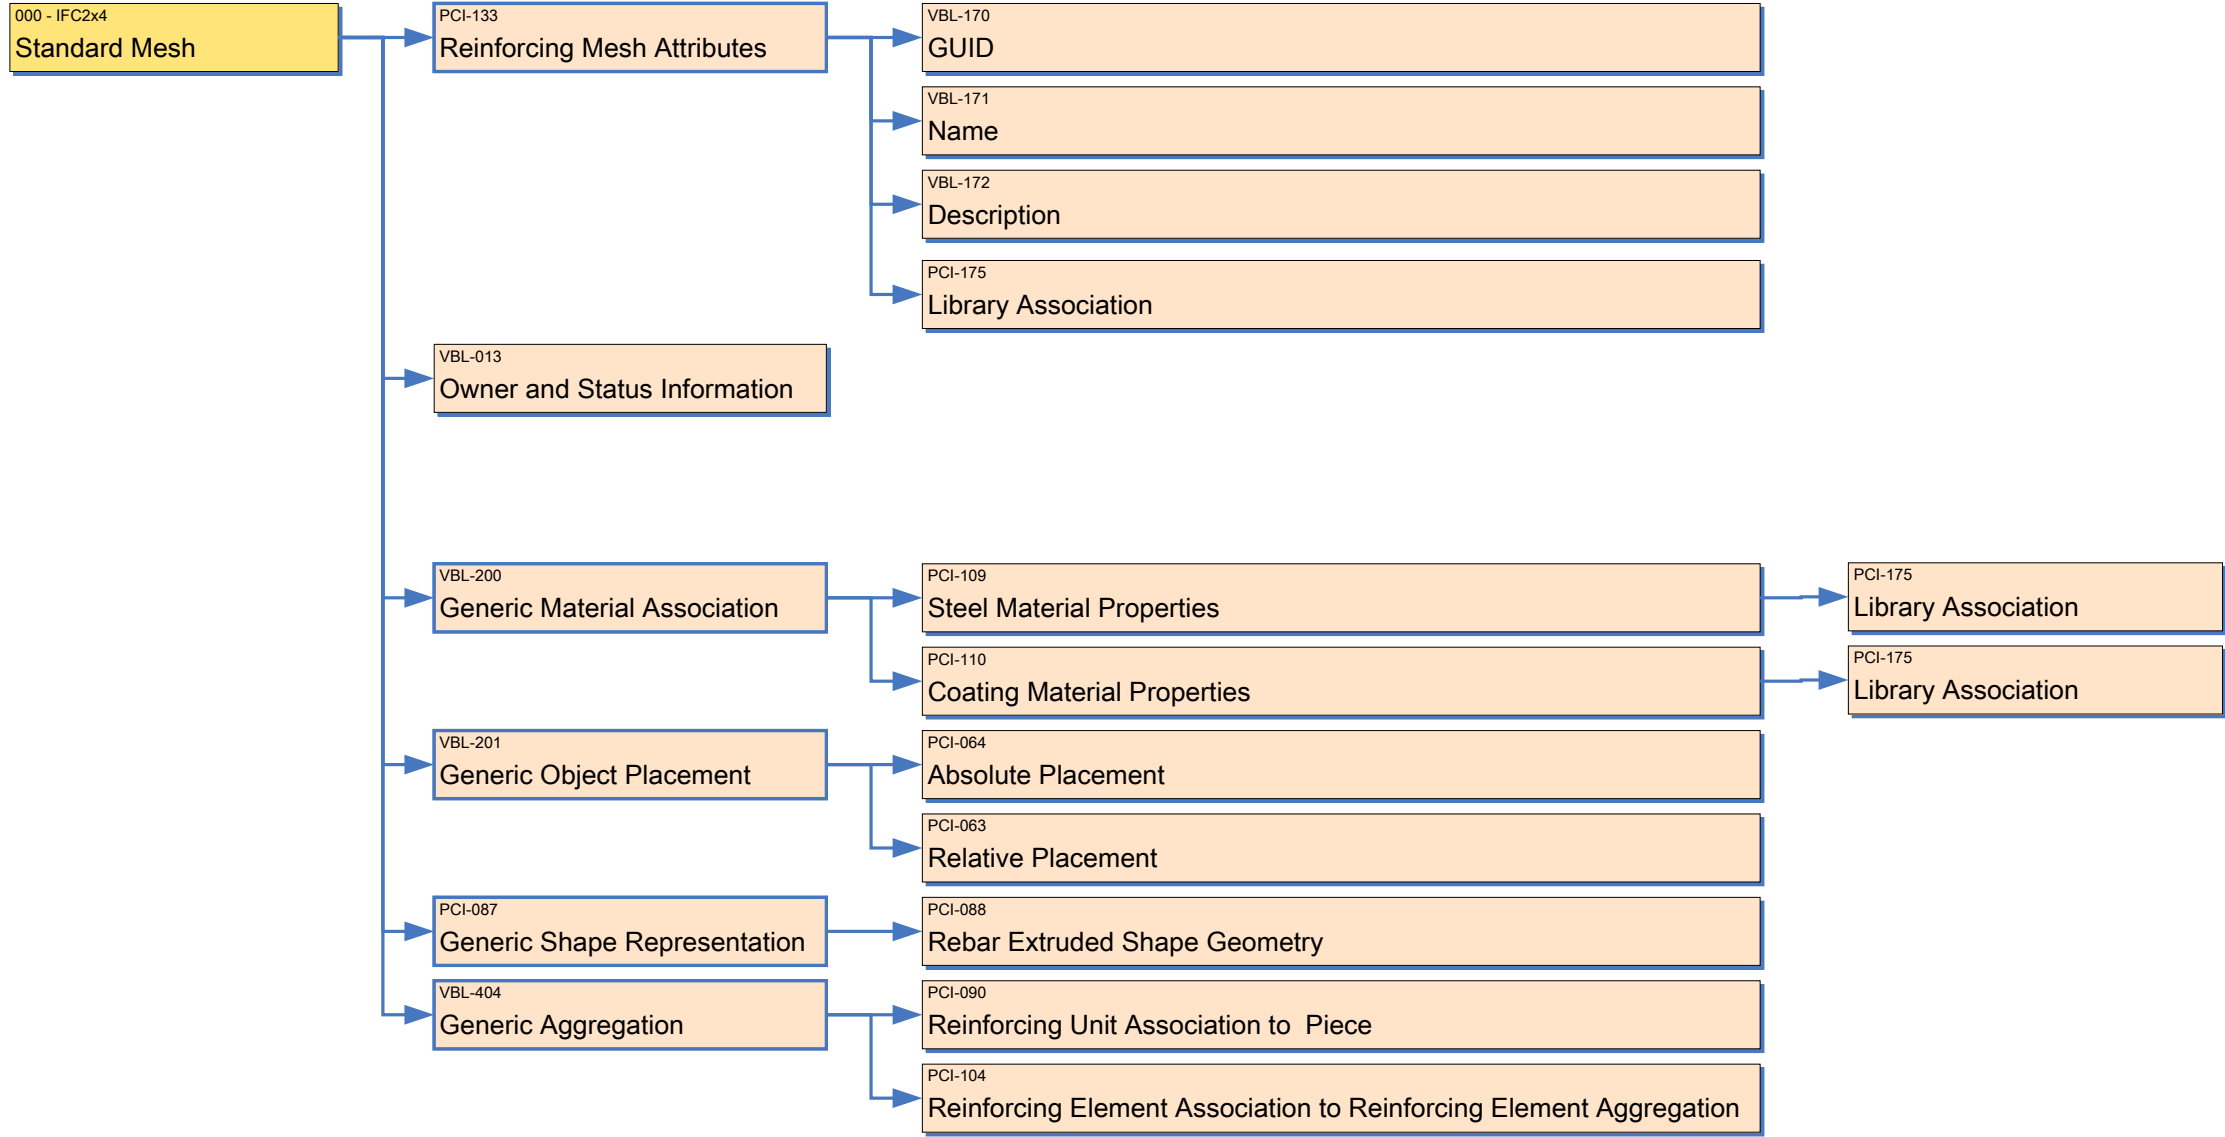 000 - IFC2x4
Standard Mesh
PCI-133
Reinforcing Mesh Attributes
VBL-170
GUID
VBL-171
Name
VBL-172
Description
PCI-175
Library Association
VBL-013
Owner and Status Information
VBL-200
Generic Material Association
PCI-109
Steel Material Properties
PCI-175
Library Association
PCI-110
Coating Material Properties
PCI-175
Library Association
VBL-201
Generic Object Placement
PCI-064
Absolute Placement
PCI-063
Relative Placement
PCI-087
Generic Shape Representation
PCI-088
Rebar Extruded Shape Geometry
VBL-404
Generic Aggregation
PCI-090
Reinforcing Unit Association to  Piece
PCI-104
Reinforcing Element Association to Reinforcing Element Aggregation